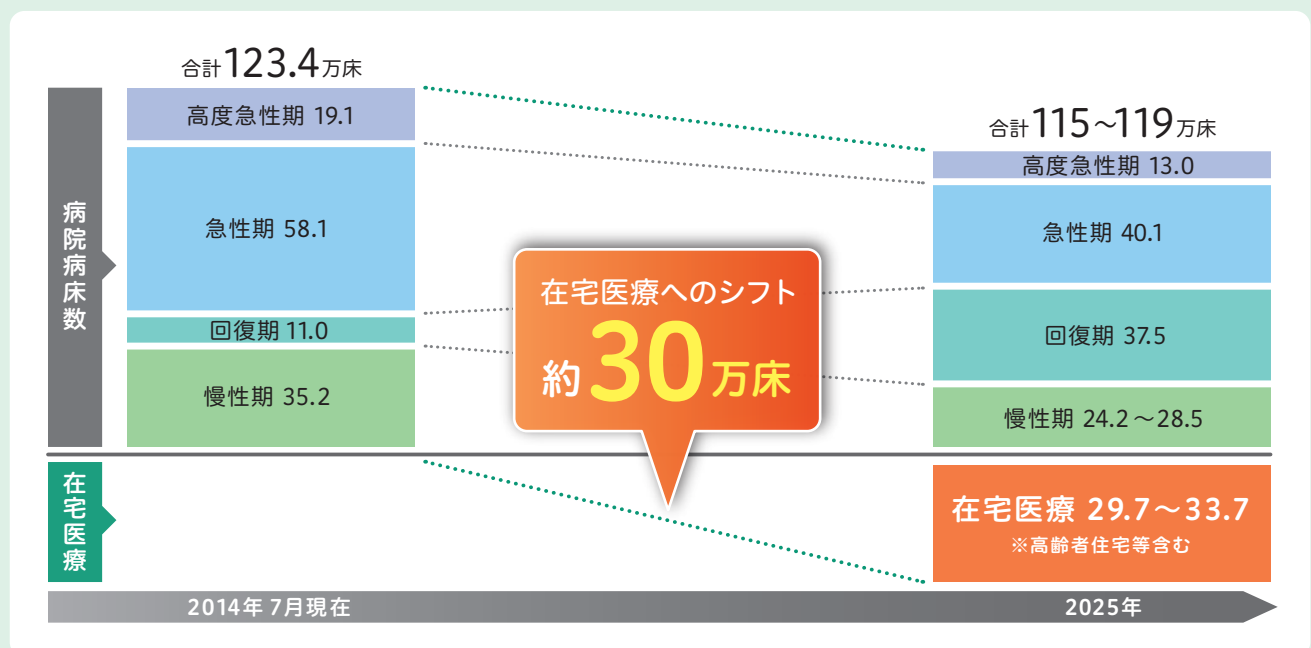 合計123.4万床
高度急性期 19.1
急性期 58.1
回復期 11.0
慢性期 35.2
病院病床数
在宅医療
在宅医療へのシフト
約30万床
合計115～119万床
高度急性期 13.0
急性期 40.1
回復期 37.5
慢性期 24.2～28.5
在宅医療 29.7～33.7
※高齢者住宅等含む
2014年 7月現在
2025年